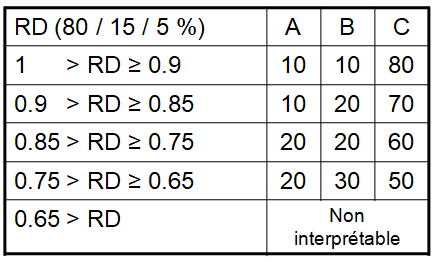 RD (80 / 15 / 5 %) A B C
1 > RD ≥ 0.9 10 10 80
0.9 > RD ≥ 0.85 10 20 70
0.85 > RD ≥ 0.75 20 20 60
0.75 > RD ≥ 0.65 20 30 50
0.65 > RD Non
interprétable